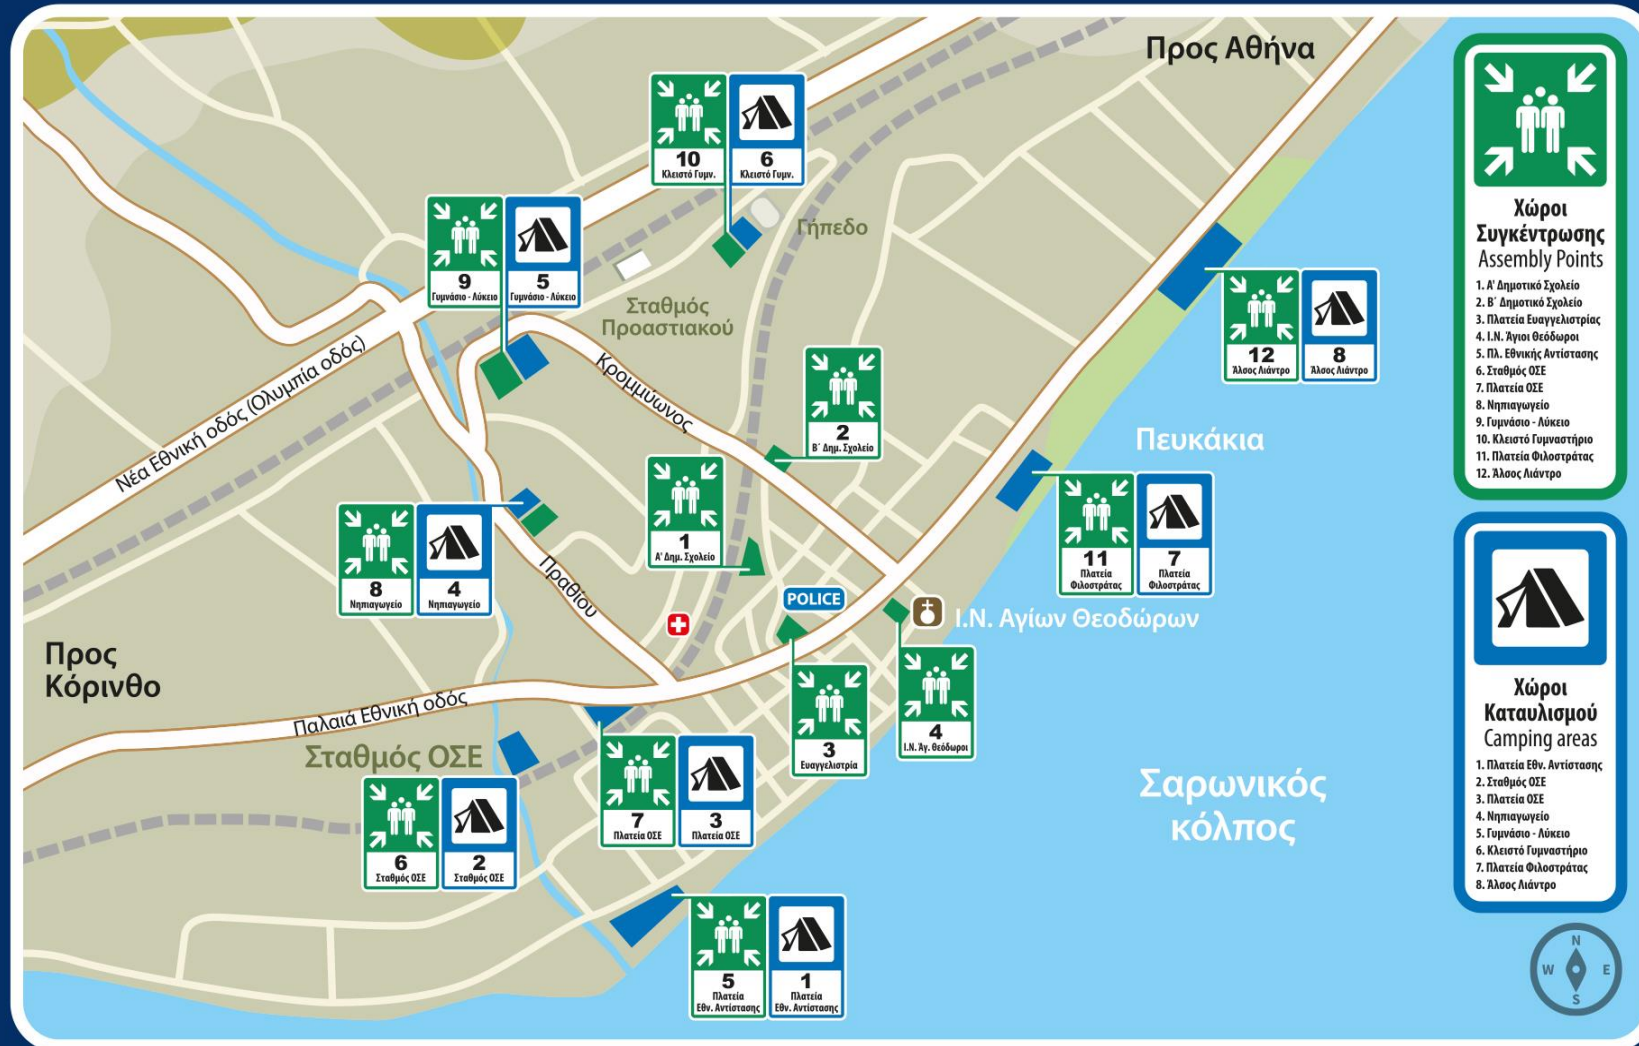 Προς Αθήνα
10
Κλειστό Γυμν.
6
Κλειστό Γυμν.
Γήπεδο
9
Γυμνάσιο - Λύκειο
5
Γυμνάσιο - Λύκειο
Σταθμός
Προαστιακού
12
Άλσος Λιάντρο
8
Άλσος Λιάντρο
Νέα Εθνική οδός (Ολυμπία οδός)
Κρομμύωνος
2
Β΄ Δημ. Σχολείο
Πευκάκια
1
Α' Δημ. Σχολείο
11
Πλατεία
Φιλοστράτας
7
Πλατεία
Φιλοστράτας
8
Νηπιαγωγείο
4
Νηπιαγωγείο
Πραθίου
POLICE
Ι.Ν. Αγίων Θεοδώρων
Προς
Κόρινθο
Παλαιά Εθνική οδός
Σταθμός ΟΣΕ
3
Ευαγγελιστρία
4
Ι.Ν. Άγ. Θεόδωροι
7
Πλατεία ΟΣΕ
3
Πλατεία ΟΣΕ
6
Σταθμός ΟΣΕ
2
Σταθμός ΟΣΕ
5
Πλατεία
Εθν. Αντίστασης
1
Πλατεία
Εθν. Αντίστασης
Σαρωνικός
κόλπος
Χώροι
Συγκέντρωσης
Assembly Points
1. Α' Δημοτικό Σχολείο
2. Β΄ Δημοτικό Σχολείο
3. Πλατεία Ευαγγελιστρίας
4. Ι.Ν. Άγιοι Θεόδωροι
5. Πλ. Εθνικής Αντίστασης
6. Σταθμός ΟΣΕ
7. Πλατεία ΟΣΕ
8. Νηπιαγωγείο
9. Γυμνάσιο - Λύκειο
10. Κλειστό Γυμναστήριο
11. Πλατεία Φιλοστράτας
12. Άλσος Λιάντρο
Χώροι
Καταυλισμού
Camping areas
1. Πλατεία Εθν. Αντίστασης
2. Σταθμός ΟΣΕ
3. Πλατεία ΟΣΕ
4. Νηπιαγωγείο
5. Γυμνάσιο - Λύκειο
6. Κλειστό Γυμναστήριο
7. Πλατεία Φιλοστράτας
8. Άλσος Λιάντρο
N
W E
S